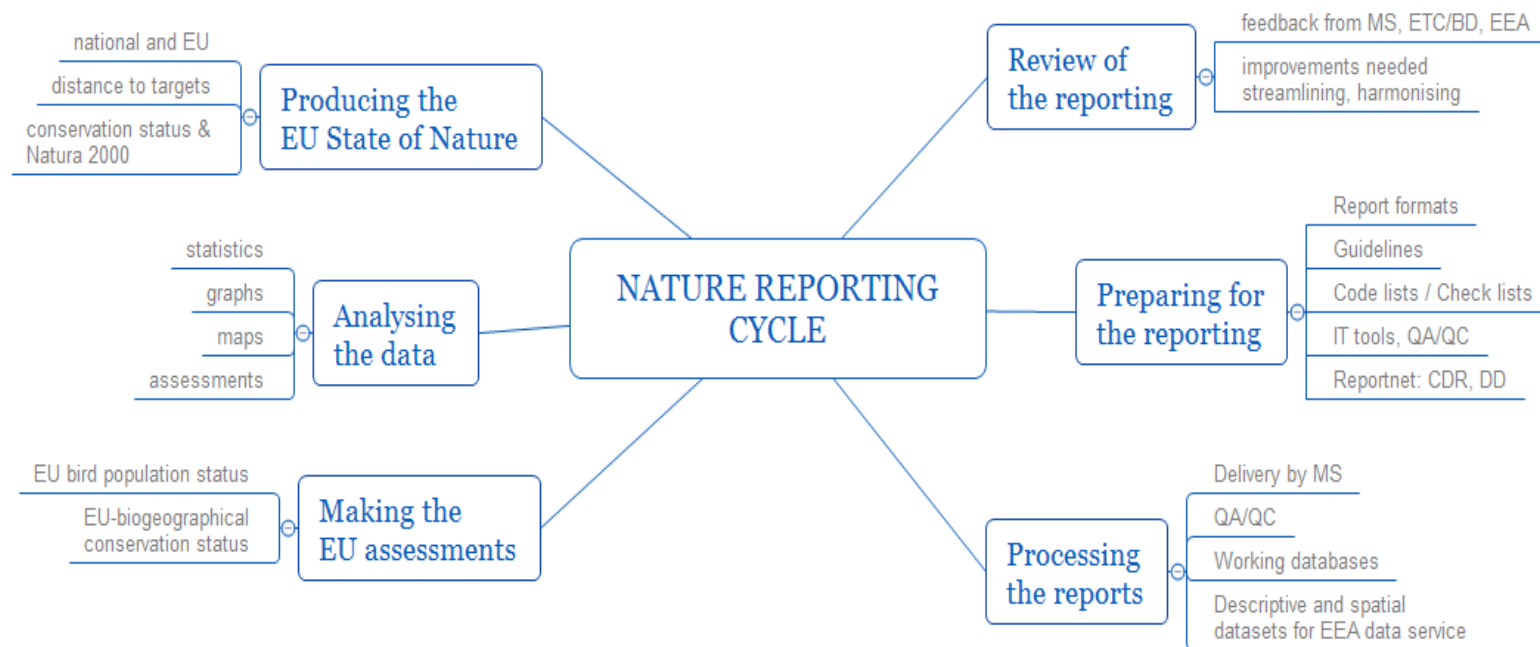 NATURE REPORTING
CYCLE
Review of
the reporting
feedback from MS, ETC/BD, EEA
improvements needed
streamlining, harmonising
Preparing for
the reporting
Report formats
Guidelines
Code lists / Check lists
IT tools, QA/QC
Reportnet: CDR, DD
Processing
the reports
Delivery by MS
QA/QC
Working databases
Descriptive and spatial
datasets for EEA data service
Making the
EU assessments
EU bird population status
EU-biogeographical
conservation status
Analysing
the data
statistics
graphs
maps
assessments
Producing the
EU State of Nature
national and EU
distance to targets
conservation status &
Natura 2000